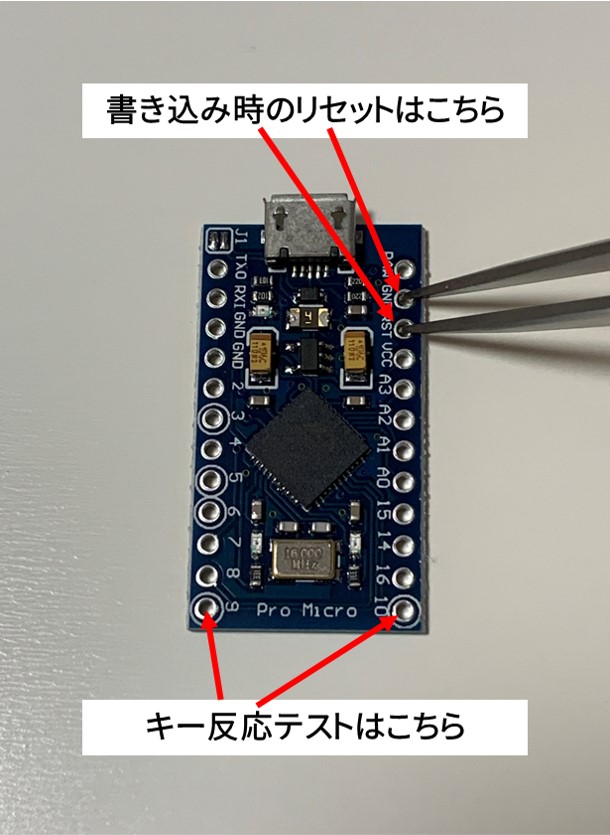 書き込み時のリセットはこちら
J1
TXO
RXI
GND
GND
2
3
4
5
6
7
8
9
GND
RST
VCC
A3
A2
A1
A0
15
14
16
10
16.000
MHz
Pro Micro
キー反応テストはこちら